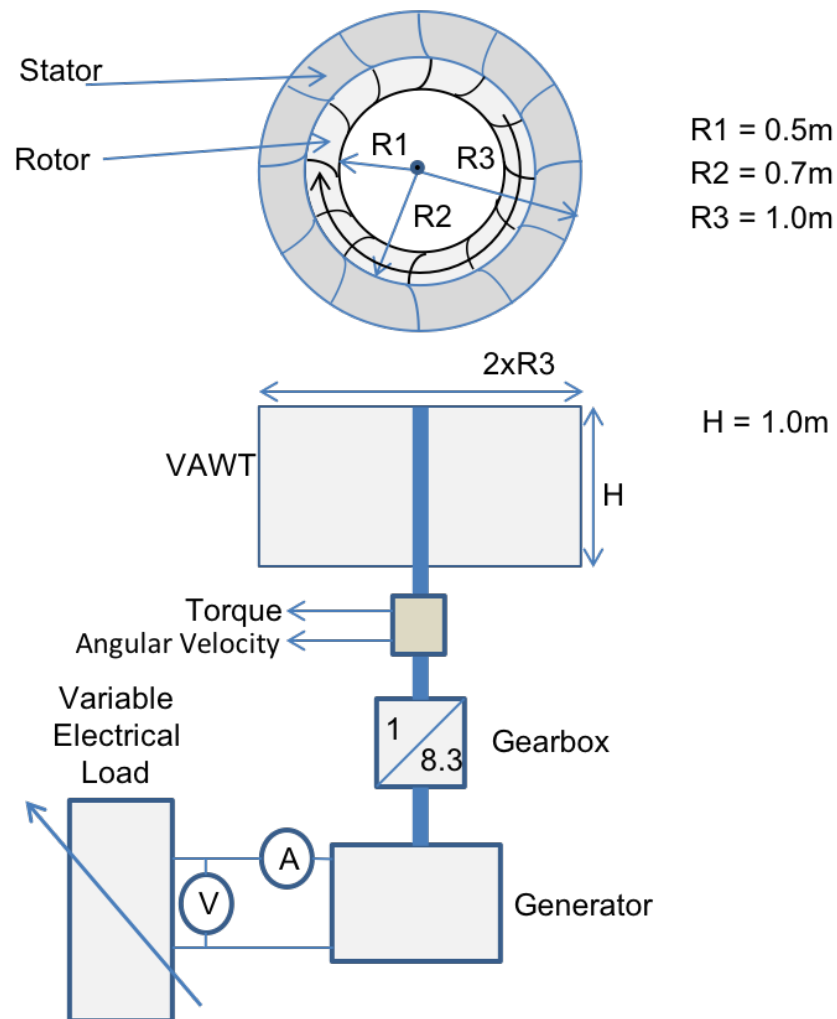 Stator
Rotor
R1
R3
R2
R1 = 0.5m
R2 = 0.7m
R3 = 1.0m
2xR3
H = 1.0m
VAWT
H
Torque
Angular Velocity
Variable
Electrical
Load
1
8.3
Gearbox
A
V
Generator